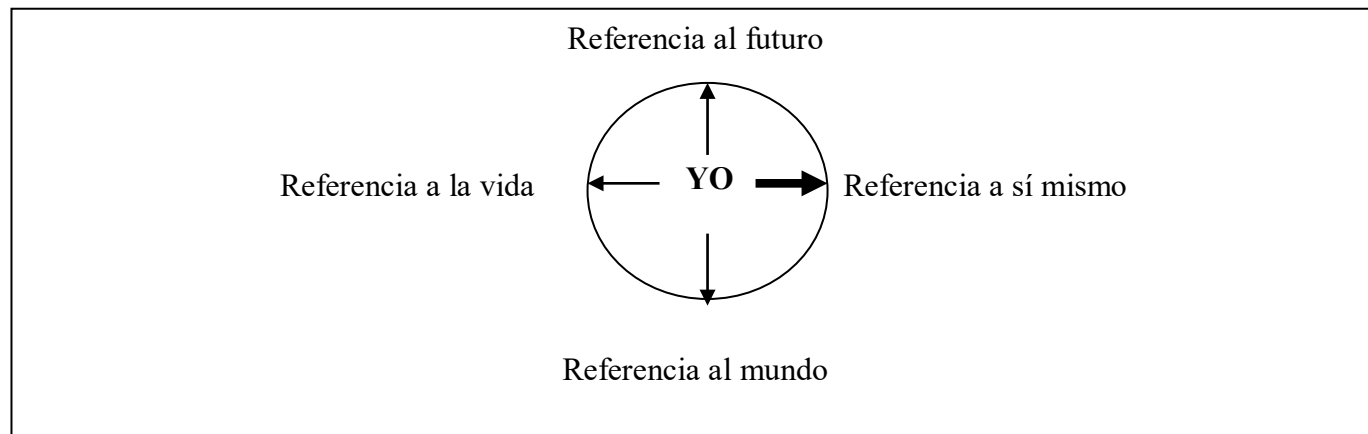 Referencia al futuro
Referencia a la vida
YO
Referencia a sí mismo
Referencia al mundo